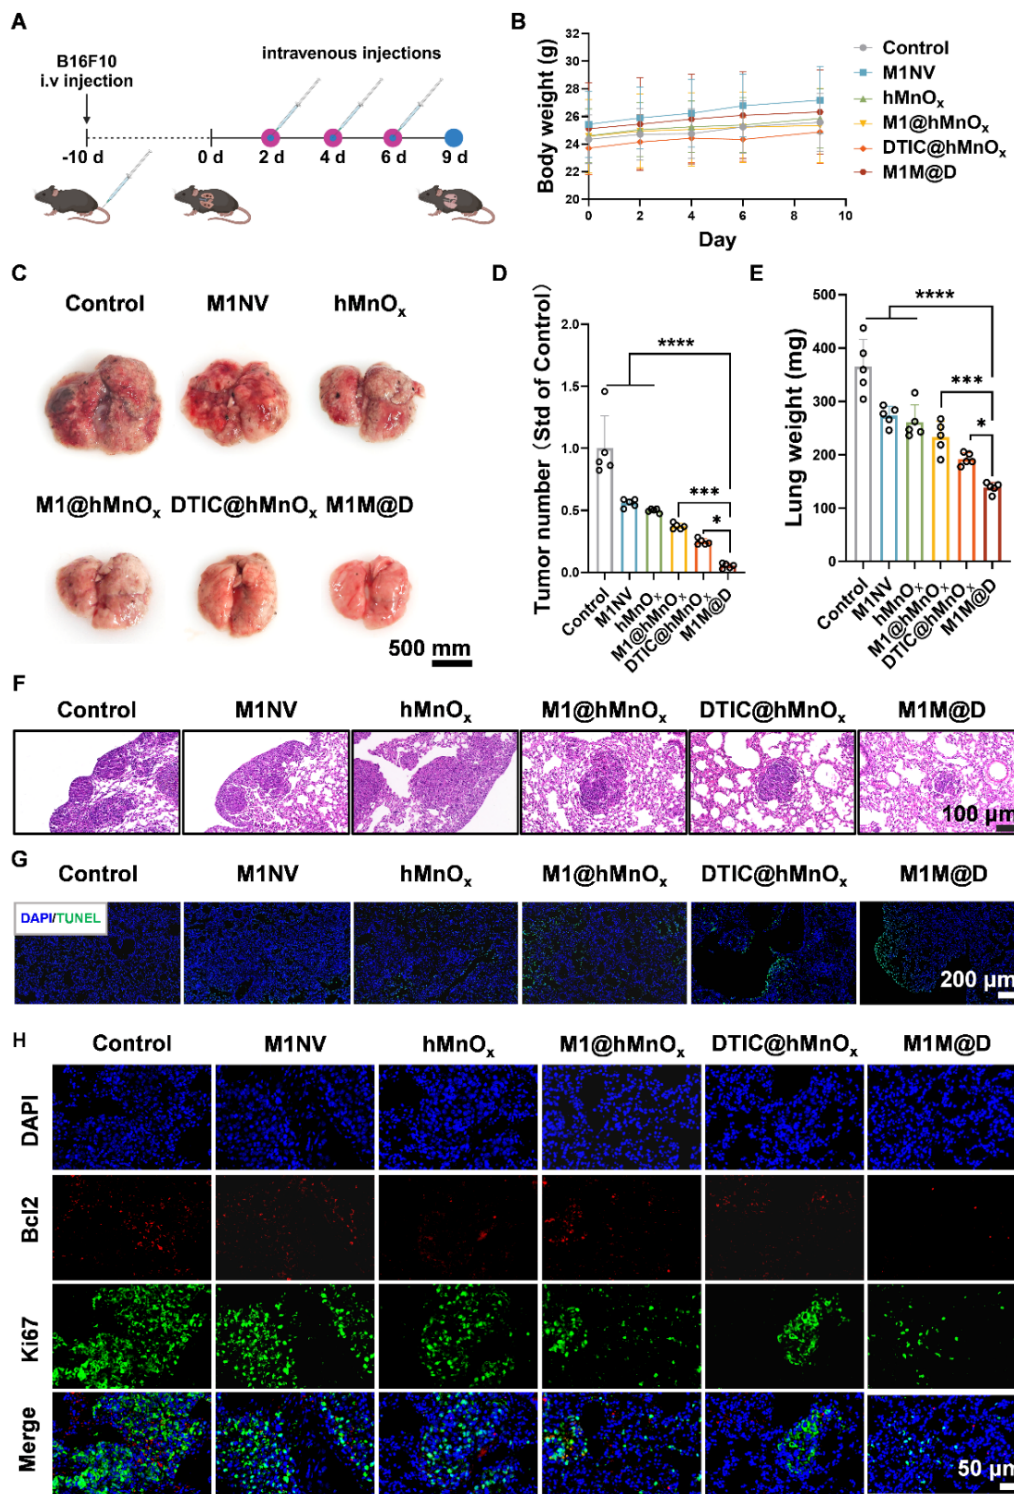 A
B16F10
i.v injection
intravenous injections
-10 d
0 d
2 d
4 d
6 d
9 d
B
Body weight (g)
32
30
28
26
24
22
20
0
2
4
6
8
10
Day
Control
M1NV
hMnOₓ
M1@hMnOₓ
DTIC@hMnOₓ
M1M@D
C
Control
M1NV
hMnOₓ
M1@hMnOₓ
DTIC@hMnOₓ
M1M@D
500 mm
D
Tumor number (Std of Control)
2.0
1.5
1.0
0.5
0.0
****
***
*
Control
M1NV
hMnOₓ
M1@hMnOₓ
DTIC@hMnOₓ
M1M@D
E
Lung weight (mg)
500
400
300
200
100
0
****
***
*
Control
M1NV
hMnOₓ
M1@hMnOₓ
DTIC@hMnOₓ
M1M@D
F
Control
M1NV
hMnOₓ
M1@hMnOₓ
DTIC@hMnOₓ
M1M@D
100 µm
G
Control
M1NV
hMnOₓ
M1@hMnOₓ
DTIC@hMnOₓ
M1M@D
DAPI/TUNEL
200 µm
H
Control
M1NV
hMnOₓ
M1@hMnOₓ
DTIC@hMnOₓ
M1M@D
DAPI
Bcl2
Ki67
Merge
50 µm